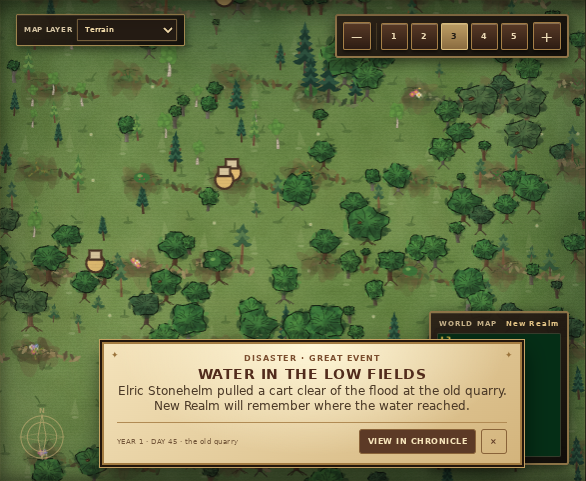 MAP LAYER Terrain
— 1 2 3 4 5 +
N
WORLD MAP New Realm
DISASTER · GREAT EVENT
WATER IN THE LOW FIELDS
Elric Stonehelm pulled a cart clear of the flood at the old quarry.
New Realm will remember where the water reached.
YEAR 1 · DAY 45 · the old quarry
VIEW IN CHRONICLE ×